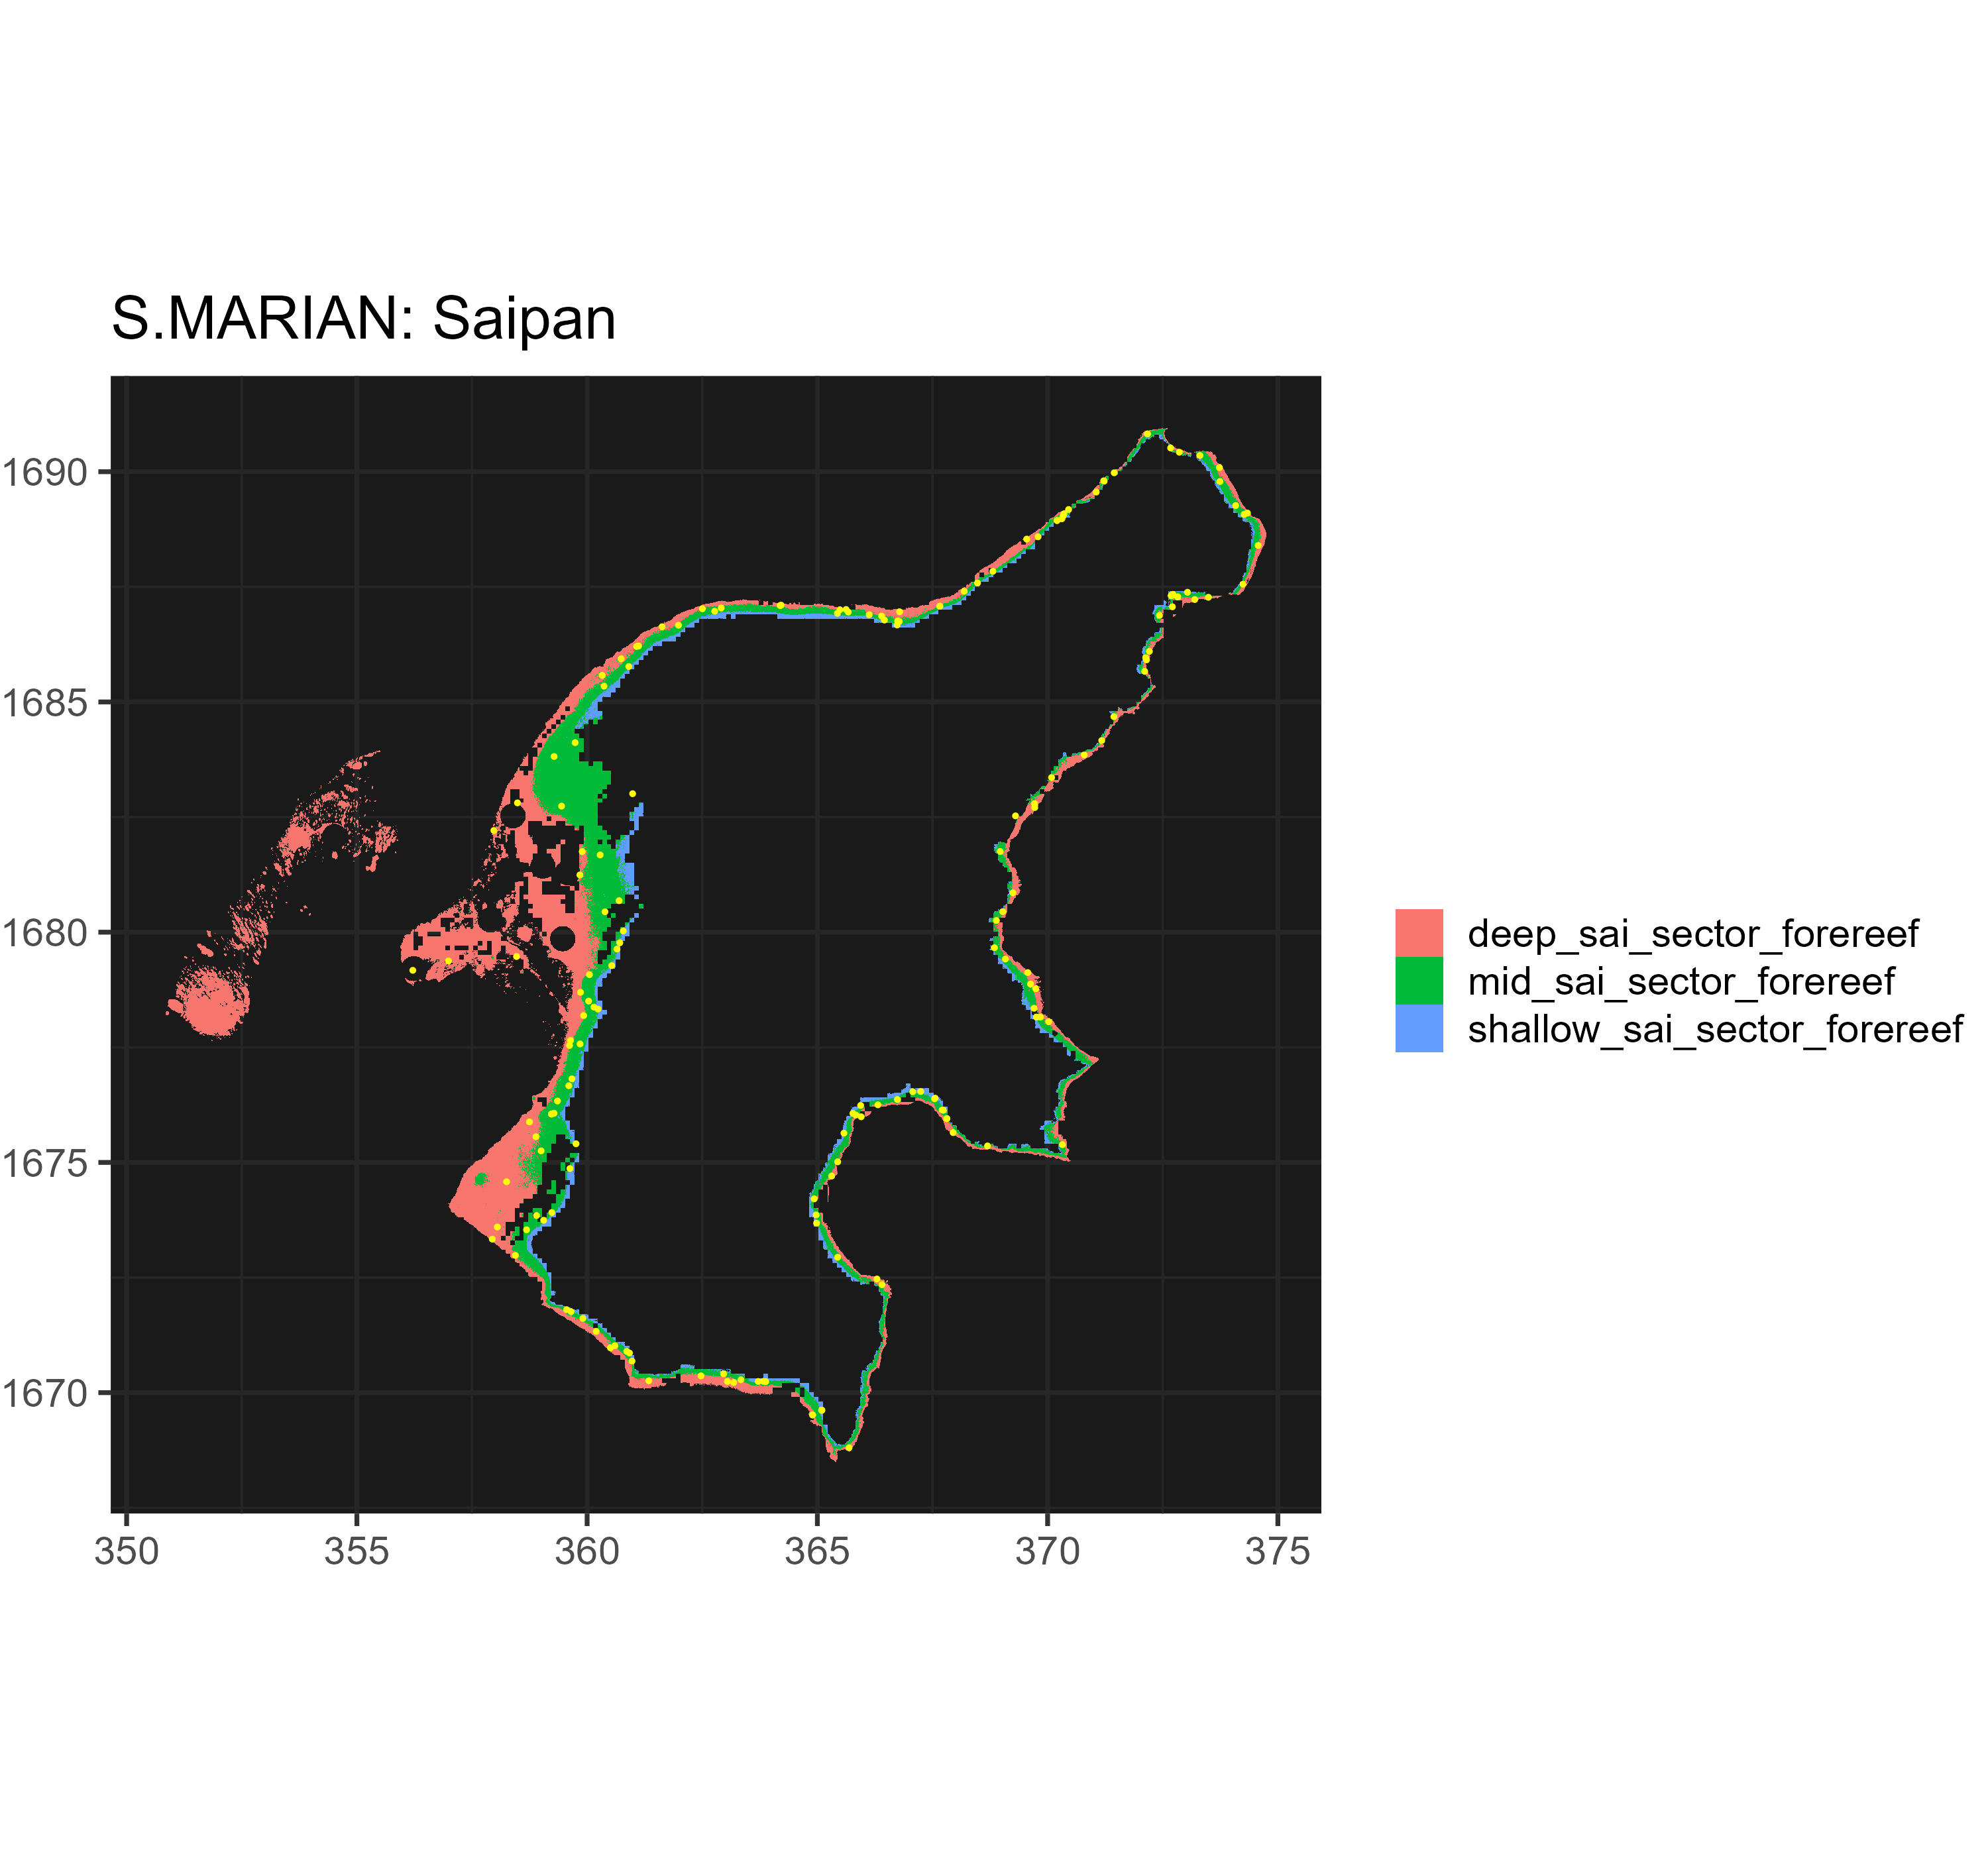 S.MARIAN: Saipan
1690
1685
1680
1675
1670
350 355 360 365 370 375
deep_sai_sector_forereef
mid_sai_sector_forereef
shallow_sai_sector_forereef